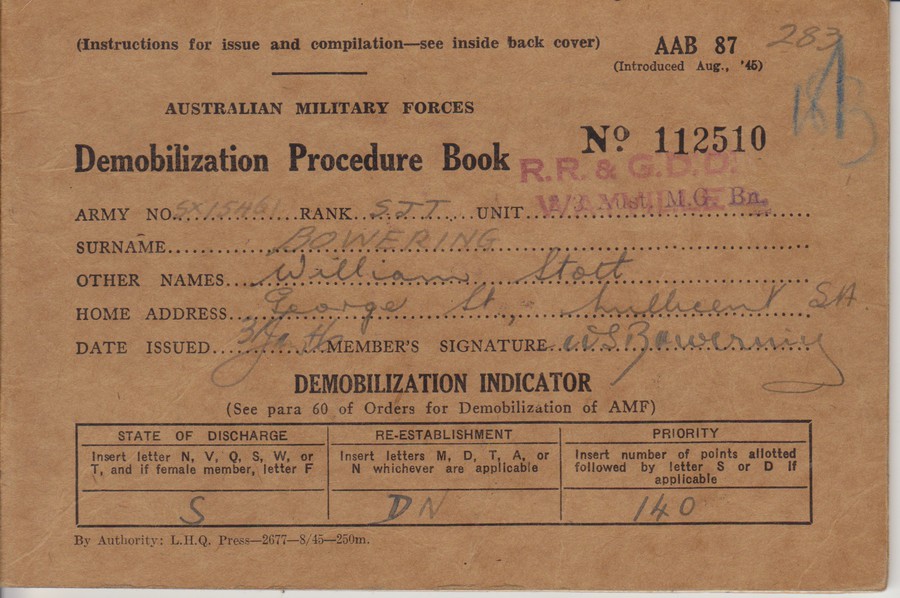 (Instructions for issue and compilation—see inside back cover)
AAB 87
(Introduced Aug., '45)
283
AUSTRALIAN MILITARY FORCES
Demobilization Procedure Book
No 112510
R.R. & G.D.D.
ARMY NO. SX15461 RANK SJT UNIT M.G. Bn.
SURNAME BOWERING
OTHER NAMES William Stott
HOME ADDRESS George St, Millicent SA
DATE ISSUED MEMBER'S SIGNATURE WSBowering
DEMOBILIZATION INDICATOR
(See para 60 of Orders for Demobilization of AMF)
STATE OF DISCHARGE RE-ESTABLISHMENT PRIORITY
Insert letter N, V, Q, S, W, or T, and if female member, letter F
Insert letters M, D, T, A, or N whichever are applicable
Insert number of points allotted followed by letter S or D if applicable
S DN 140
By Authority: L.H.Q. Press—2677—8/45—250m.